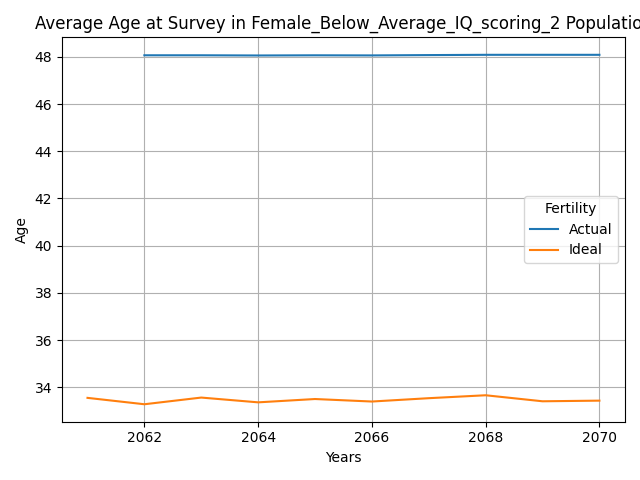 Average Age at Survey in Female_Below_Average_IQ_scoring_2 Populatio
48
46
44
42
40
38
36
34
Age
Fertility
Actual
Ideal
2062 2064 2066 2068 2070
Years